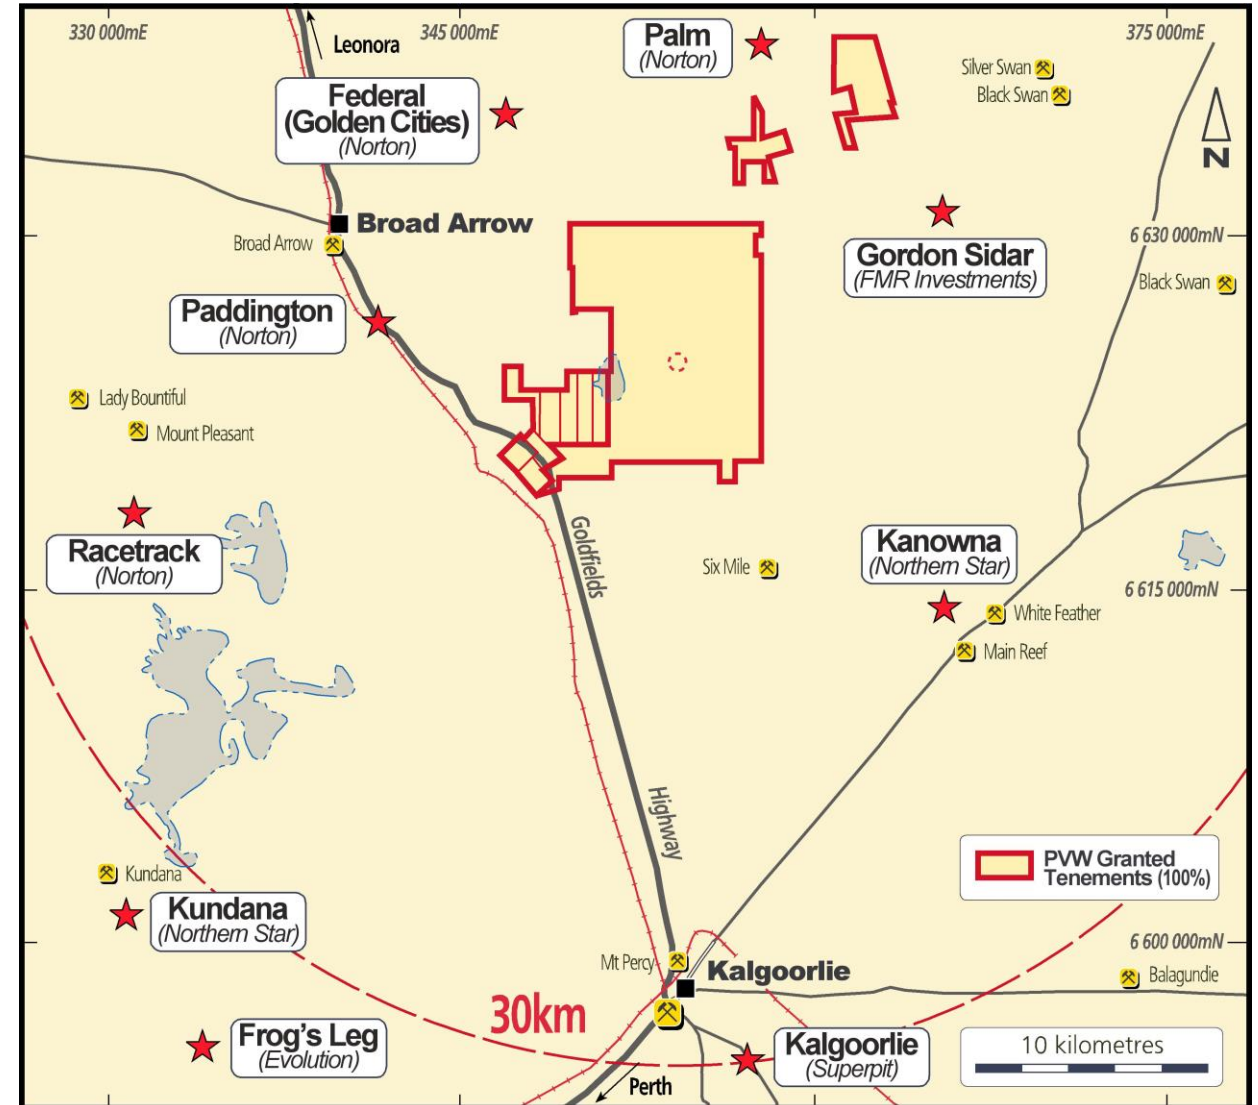 330 000mE
345 000mE
375 000mE
Leonora
Palm
(Norton)
Silver Swan
Black Swan
Federal
(Golden Cities)
(Norton)
N
Broad Arrow
Broad Arrow
6 630 000mN
Gordon Sidar
(FMR Investments)
Black Swan
Paddington
(Norton)
Lady Bountiful
Mount Pleasant
Goldfields
Racetrack
(Norton)
Six Mile
Kanowna
(Northern Star)
6 615 000mN
White Feather
Main Reef
Highway
PVW Granted
Tenements (100%)
Kundana
Kundana
(Northern Star)
6 600 000mN
Mt Percy
Kalgoorlie
Balagundie
30km
Frog's Leg
(Evolution)
Kalgoorlie
(Superpit)
10 kilometres
Perth